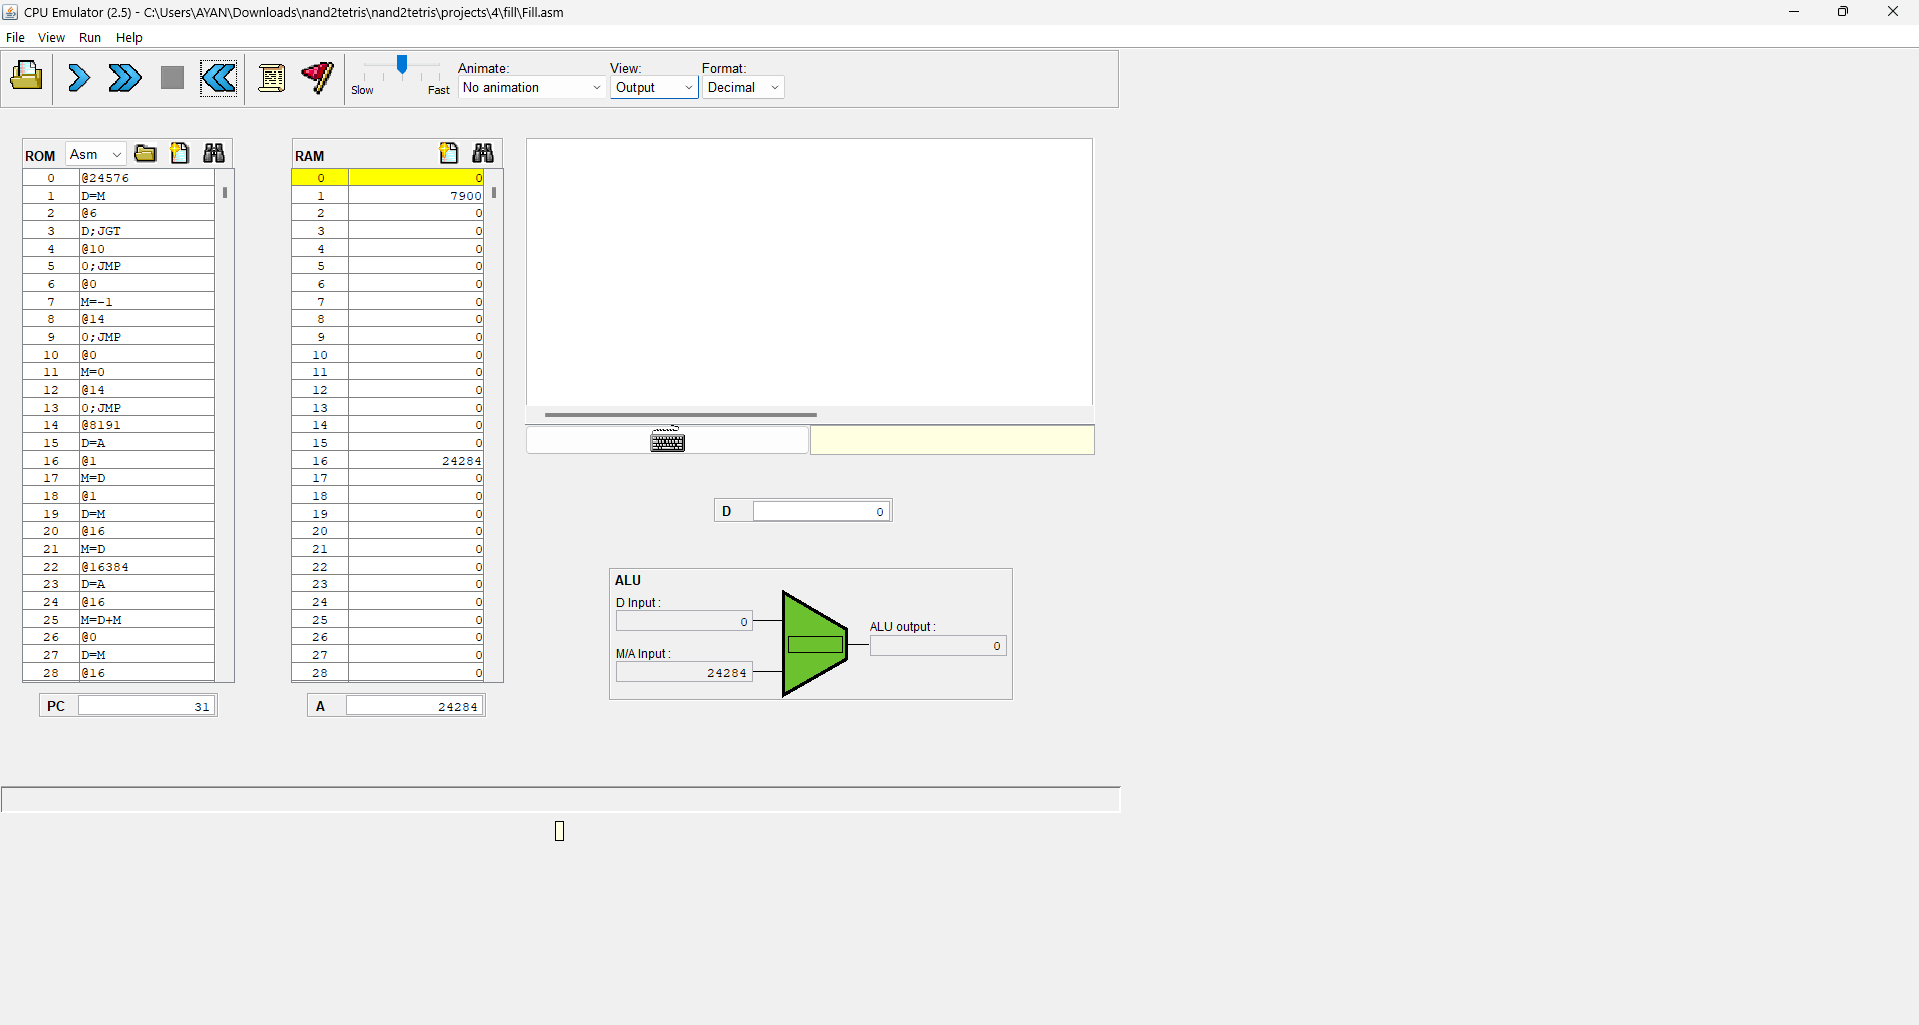 CPU Emulator (2.5) - C:\Users\AYAN\Downloads\nand2tetris\nand2tetris\projects\4\fill\Fill.asm
File View Run Help
Slow Fast
Animate: View: Format:
No animation Output Decimal
ROM Asm
0 @24576
1 D=M
2 @6
3 D;JGT
4 @10
5 0;JMP
6 @0
7 M=-1
8 @14
9 0;JMP
10 @0
11 M=0
12 @14
13 0;JMP
14 @8191
15 D=A
16 @1
17 M=D
18 @1
19 D=M
20 @16
21 M=D
22 @16384
23 D=A
24 @16
25 M=D+M
26 @0
27 D=M
28 @16
PC 31
RAM
0 0
1 7900
2 0
3 0
4 0
5 0
6 0
7 0
8 0
9 0
10 0
11 0
12 0
13 0
14 0
15 0
16 24284
17 0
18 0
19 0
20 0
21 0
22 0
23 0
24 0
25 0
26 0
27 0
28 0
A 24284
D 0
ALU
D Input :
0
M/A Input :
24284
ALU output :
0